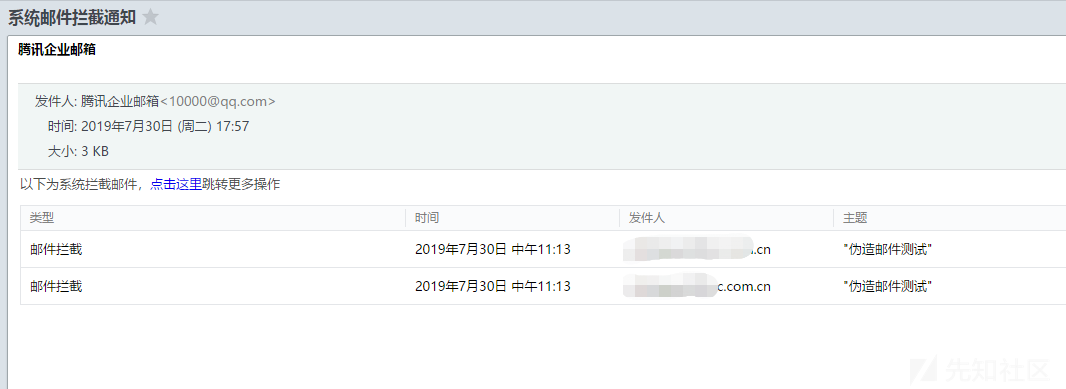 系统邮件拦截通知
腾讯企业邮箱
发件人: 腾讯企业邮箱<10000@qq.com>
时间: 2019年7月30日 (周二) 17:57
大小: 3 KB
以下为系统拦截邮件，点击这里跳转更多操作
类型 时间 发件人 主题
邮件拦截 2019年7月30日 中午11:13 .cn "伪造邮件测试"
邮件拦截 2019年7月30日 中午11:13 c.com.cn "伪造邮件测试"
先知社区